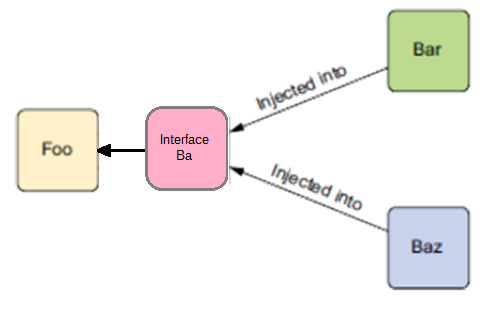 Bar
Injected into
Foo
Interface
Ba
Injected into
Baz